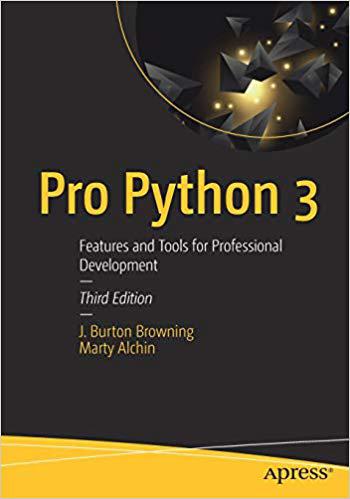 Pro Python 3
Features and Tools for Professional
Development
—
Third Edition
—
J. Burton Browning
Marty Alchin
Apress®